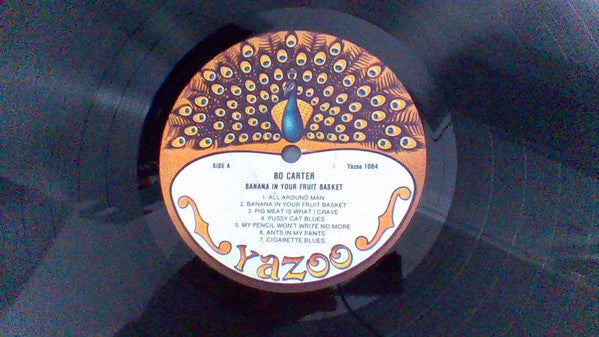 SIDE A
Yazoo 1064
BO CARTER
BANANA IN YOUR FRUIT BASKET
1. ALL AROUND MAN
2. BANANA IN YOUR FRUIT BASKET
3. PIG MEAT IS WHAT I CRAVE
4. PUSSY CAT BLUES
5. MY PENCIL WON'T WRITE NO MORE
6. ANTS IN MY PANTS
7. CIGARETTE BLUES
Yazoo